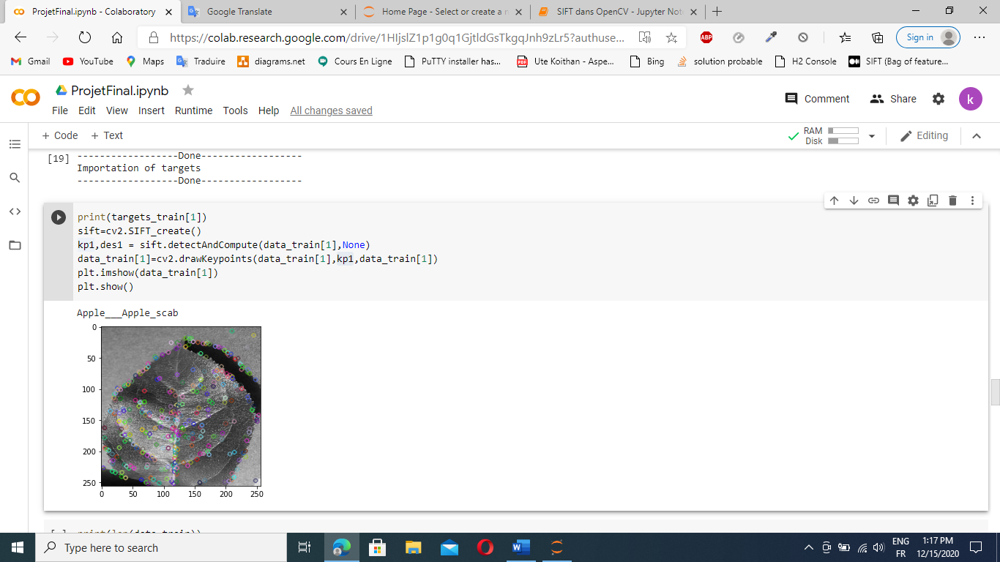 ProjetFinal.ipynb - Colaboratory
Google Translate
Home Page - Select or create a n
SIFT dans OpenCV - Jupyter Not
https://colab.research.google.com/drive/1HIjslZ1p1g0q1GjtldGsTkgqJnh9zLr5?authuse...
ABP
Sign in
Gmail YouTube Maps Traduire diagrams.net Cours En Ligne PuTTY installer has... Ute Koithan - Aspe... Bing solution probable H2 Console SIFT (Bag of feature...
ProjetFinal.ipynb
Comment Share k
File Edit View Insert Runtime Tools Help All changes saved
+ Code + Text
RAM
Disk
Editing
[19] ------------------Done------------------
Importation of targets
------------------Done------------------
print(targets_train[1])
sift=cv2.SIFT_create()
kp1,des1 = sift.detectAndCompute(data_train[1],None)
data_train[1]=cv2.drawKeypoints(data_train[1],kp1,data_train[1])
plt.imshow(data_train[1])
plt.show()
Apple___Apple_scab
0
50
100
150
200
250
0 50 100 150 200 250
[ ] print(len(data_train))
Type here to search
ENG
FR
1:17 PM
12/15/2020